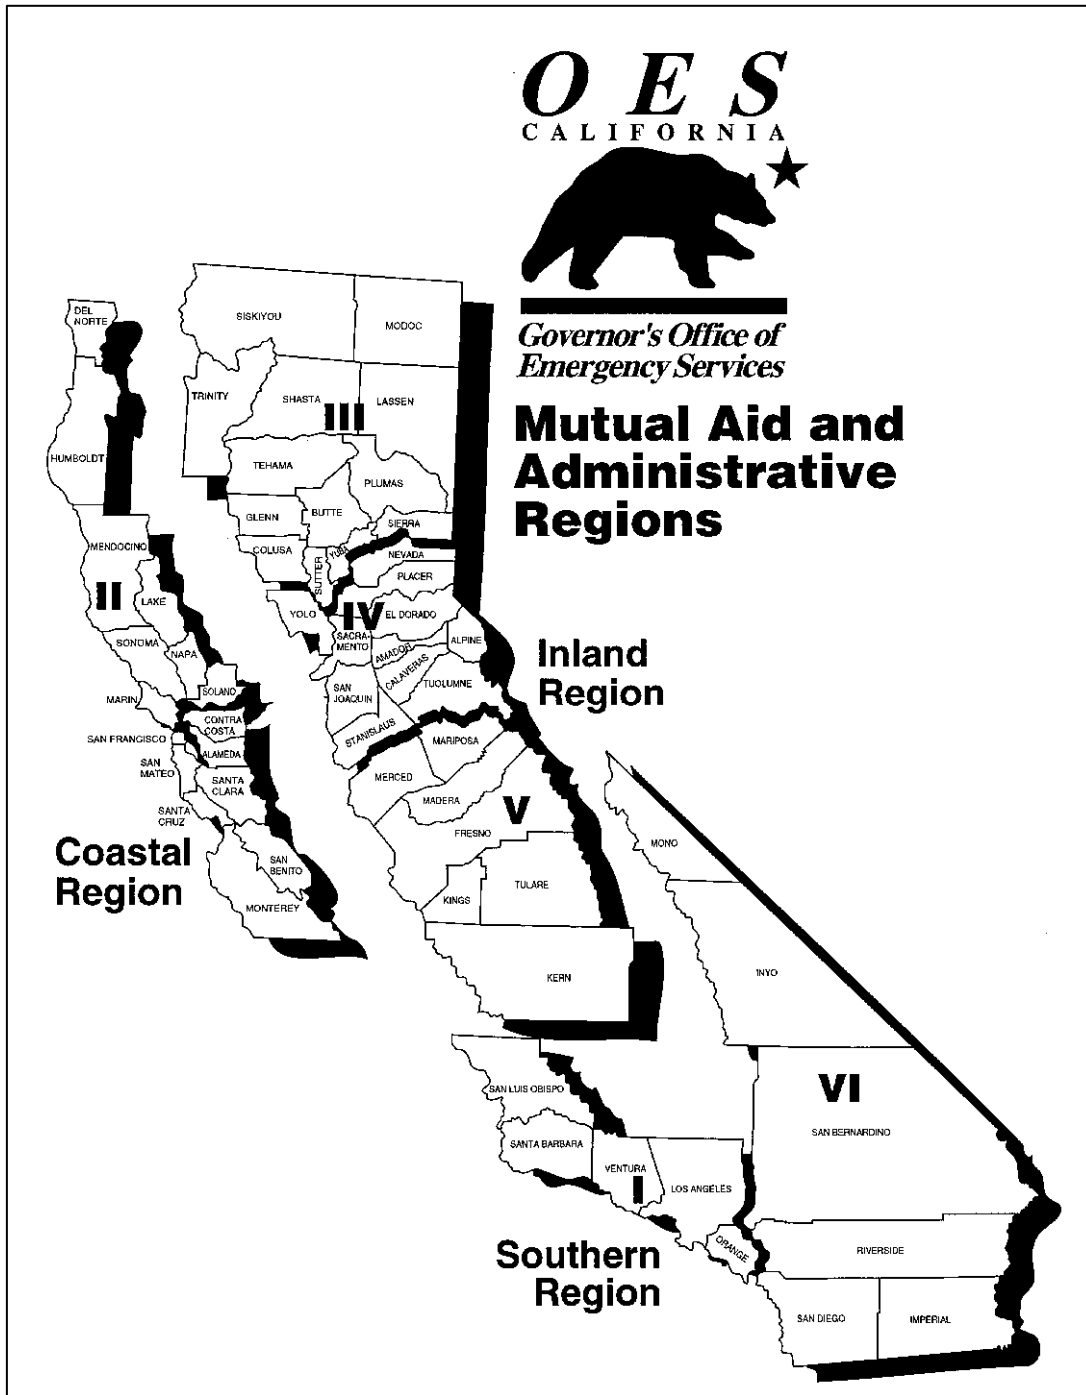 OES
CALIFORNIA
Governor's Office of
Emergency Services
Mutual Aid and
Administrative
Regions
DEL
NORTE
SISKIYOU
MODOC
TRINITY
SHASTA
LASSEN
III
HUMBOLDT
TEHAMA
PLUMAS
GLENN
BUTTE
SIERRA
MENDOCINO
COLUSA
SUTTER
YUBA
NEVADA
PLACER
II
LAKE
YOLO
IV
EL DORADO
SONOMA
NAPA
SACRA-
MENTO
AMADOR
ALPINE
CALAVERAS
TUOLUMNE
Inland
Region
MARIN
SOLANO
SAN
JOAQUIN
CONTRA
COSTA
STANISLAUS
SAN FRANCISCO
ALAMEDA
MARIPOSA
SAN
MATEO
SANTA
CLARA
MERCED
SANTA
CRUZ
MADERA
V
FRESNO
Coastal
Region
SAN
BENITO
MONTEREY
KINGS
TULARE
MONO
KERN
INYO
SAN LUIS OBISPO
VI
SAN BERNARDINO
SANTA BARBARA
VENTURA
I
LOS ANGELES
ORANGE
RIVERSIDE
Southern
Region
SAN DIEGO
IMPERIAL